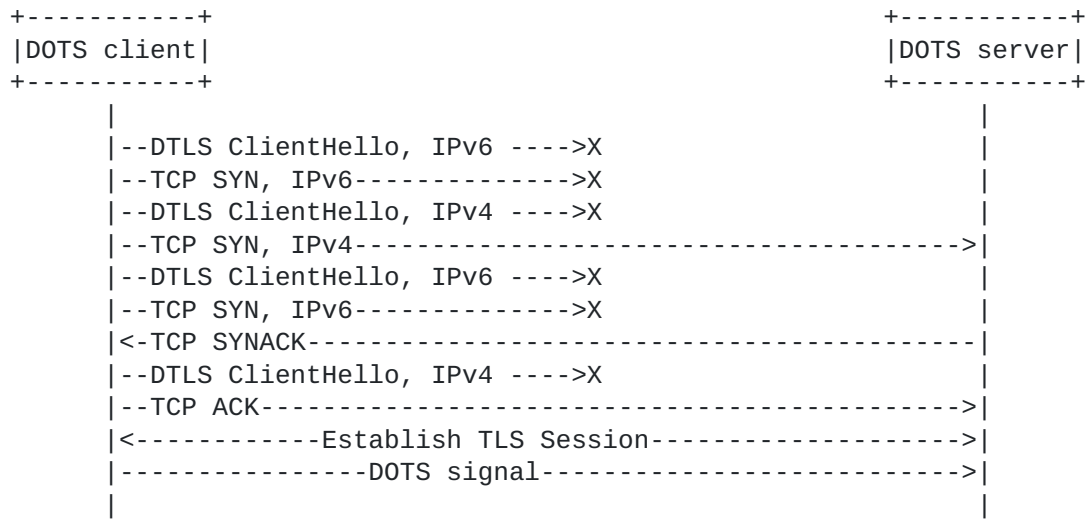 +-----------+                                           +-----------+
|DOTS client|                                           |DOTS server|
+-----------+                                           +-----------+
      |                                                       |
      |--DTLS ClientHello, IPv6 ---->X                        |
      |--TCP SYN, IPv6-------------->X                        |
      |--DTLS ClientHello, IPv4 ---->X                        |
      |--TCP SYN, IPv4--------------------------------------->|
      |--DTLS ClientHello, IPv6 ---->X                        |
      |--TCP SYN, IPv6-------------->X                        |
      |<-TCP SYNACK-------------------------------------------|
      |--DTLS ClientHello, IPv4 ---->X                        |
      |--TCP ACK--------------------------------------------->|
      |<------------Establish TLS Session-------------------->|
      |----------------DOTS signal--------------------------->|
      |                                                       |